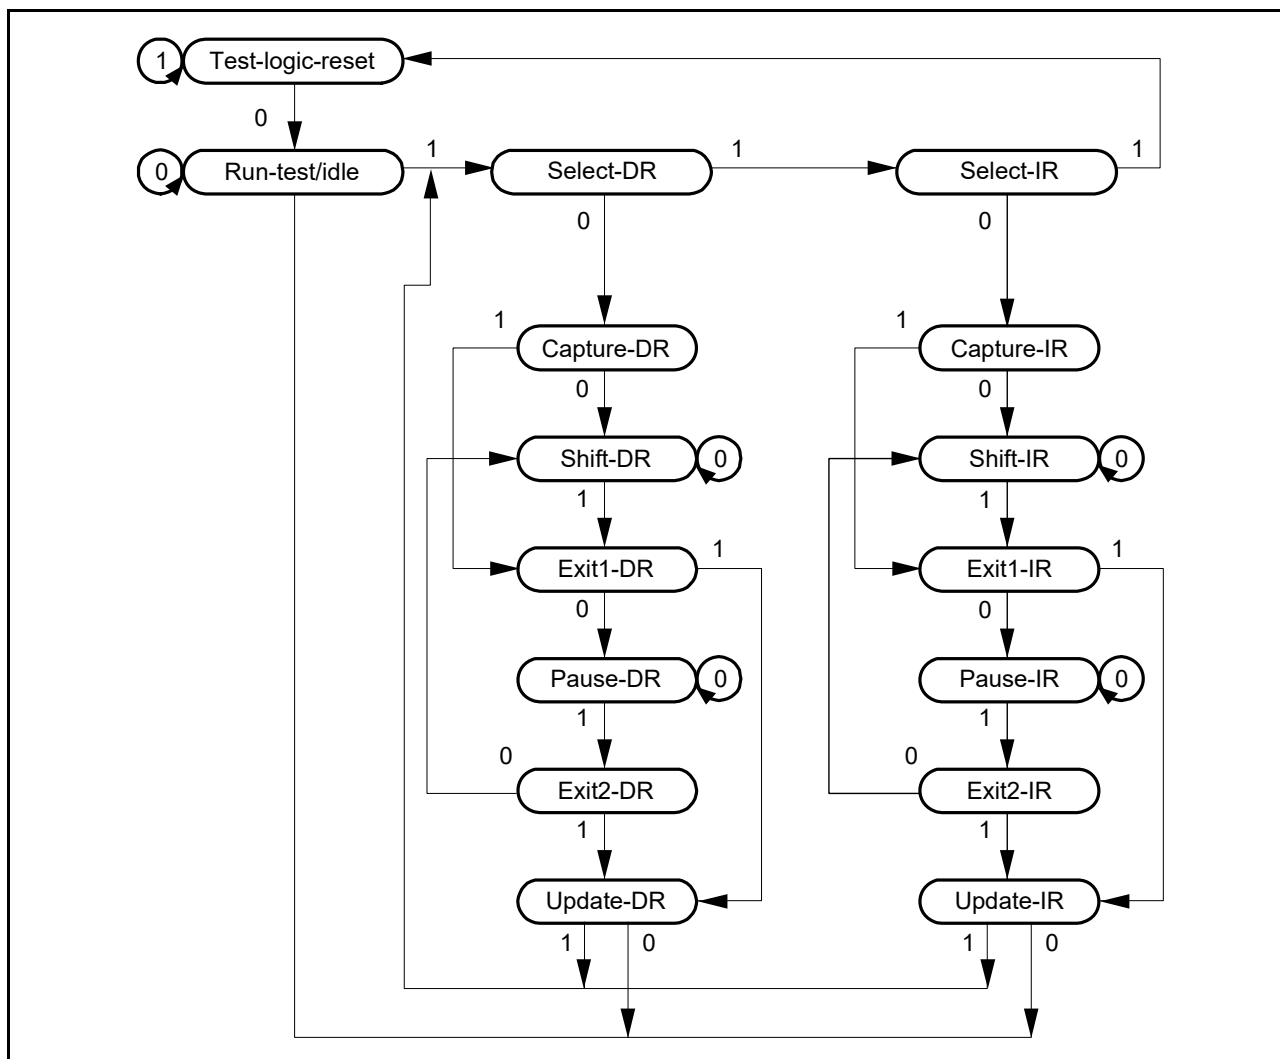 1 Test-logic-reset
0
0 Run-test/idle 1 Select-DR 1 Select-IR 1
0 0
1 1
Capture-DR Capture-IR
0 0
Shift-DR 0 Shift-IR 0
1 1
1 1
Exit1-DR Exit1-IR
0 0
Pause-DR 0 Pause-IR 0
1 1
0 0
Exit2-DR Exit2-IR
1 1
Update-DR Update-IR
1 0 1 0